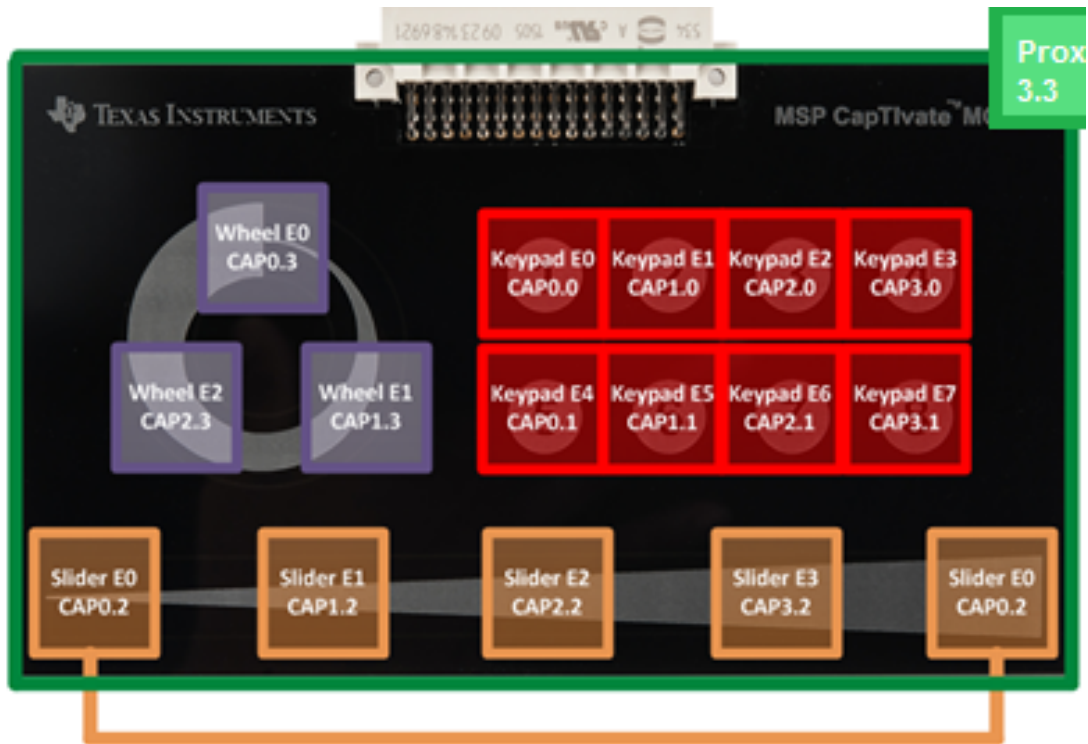 Prox
3.3
TEXAS INSTRUMENTS
MSP CapTIvate™
Wheel E0
CAP0.3
Keypad E0 Keypad E1 Keypad E2 Keypad E3
CAP0.0 CAP1.0 CAP2.0 CAP3.0
Wheel E2 Wheel E1
CAP2.3 CAP1.3
Keypad E4 Keypad E5 Keypad E6 Keypad E7
CAP0.1 CAP1.1 CAP2.1 CAP3.1
Slider E0 Slider E1 Slider E2 Slider E3 Slider E0
CAP0.2 CAP1.2 CAP2.2 CAP3.2 CAP0.2